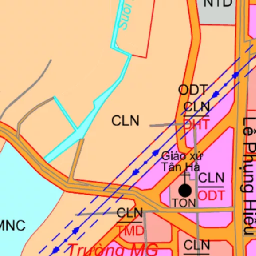 NTD
Suối
ODT
CLN
DHT
CLN
Lê Phụng Hiểu
Giáo xứ
Tân Hà
CLN
ODT
TON
CLN
TMD
MNC
Trường MG
CLN